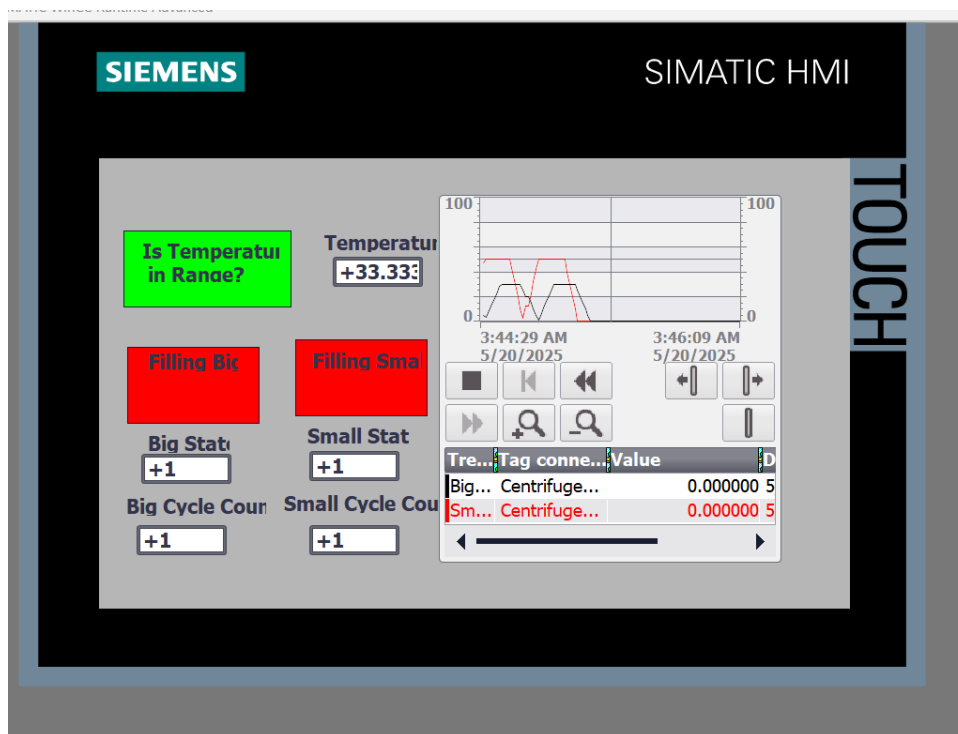 SIEMENS
SIMATIC HMI
TOUCH
Is Temperatur
in Range?
Temperatur
+33.333
Filling Big
Filling Smal
Big State
+1
Small Stat
+1
Big Cycle Coun
+1
Small Cycle Cou
+1
100
100
0
0
3:44:29 AM
5/20/2025
3:46:09 AM
5/20/2025
Tre... Tag conne... Value D
Big... Centrifuge... 0.000000 5
Sm... Centrifuge... 0.000000 5